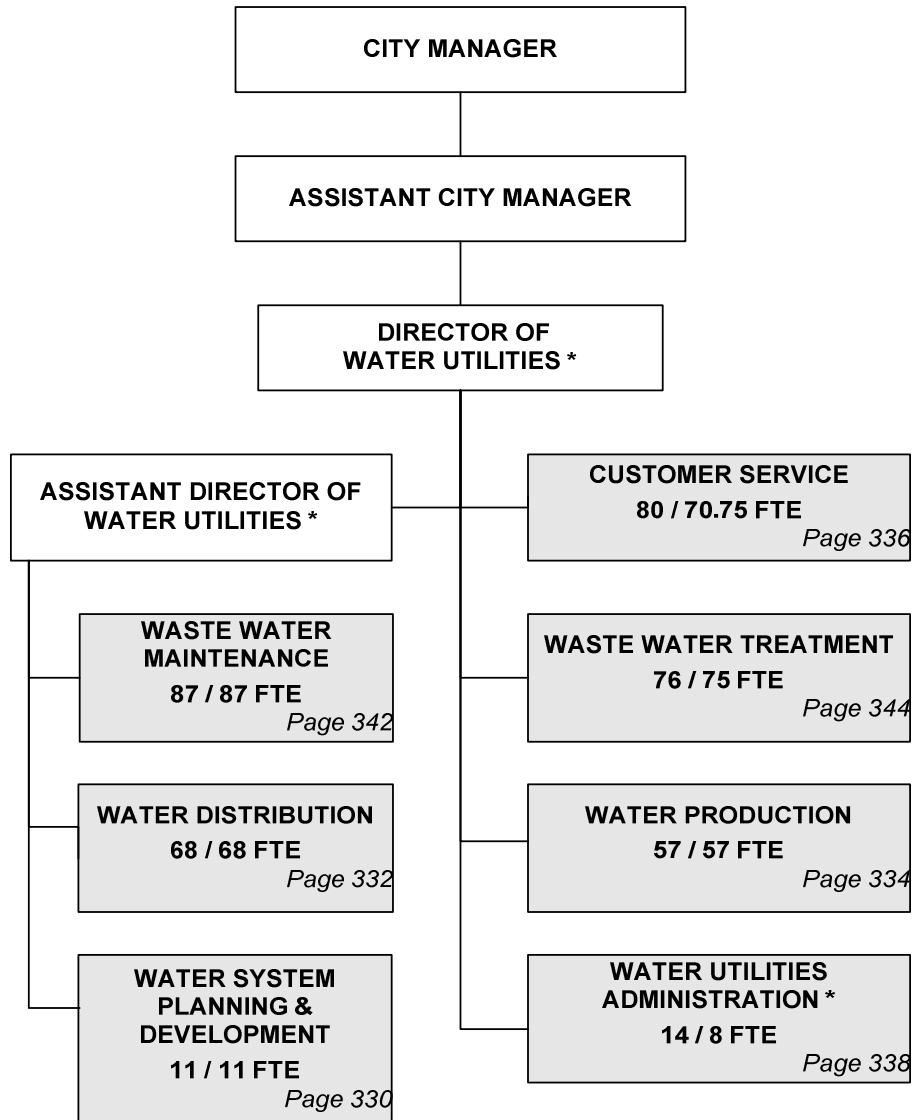 CITY MANAGER
ASSISTANT CITY MANAGER
DIRECTOR OF
WATER UTILITIES *
ASSISTANT DIRECTOR OF
WATER UTILITIES *
WASTE WATER
MAINTENANCE
87 / 87 FTE
Page 342
WATER DISTRIBUTION
68 / 68 FTE
Page 332
WATER SYSTEM
PLANNING &
DEVELOPMENT
11 / 11 FTE
Page 330
CUSTOMER SERVICE
80 / 70.75 FTE
Page 336
WASTE WATER TREATMENT
76 / 75 FTE
Page 344
WATER PRODUCTION
57 / 57 FTE
Page 334
WATER UTILITIES
ADMINISTRATION *
14 / 8 FTE
Page 338